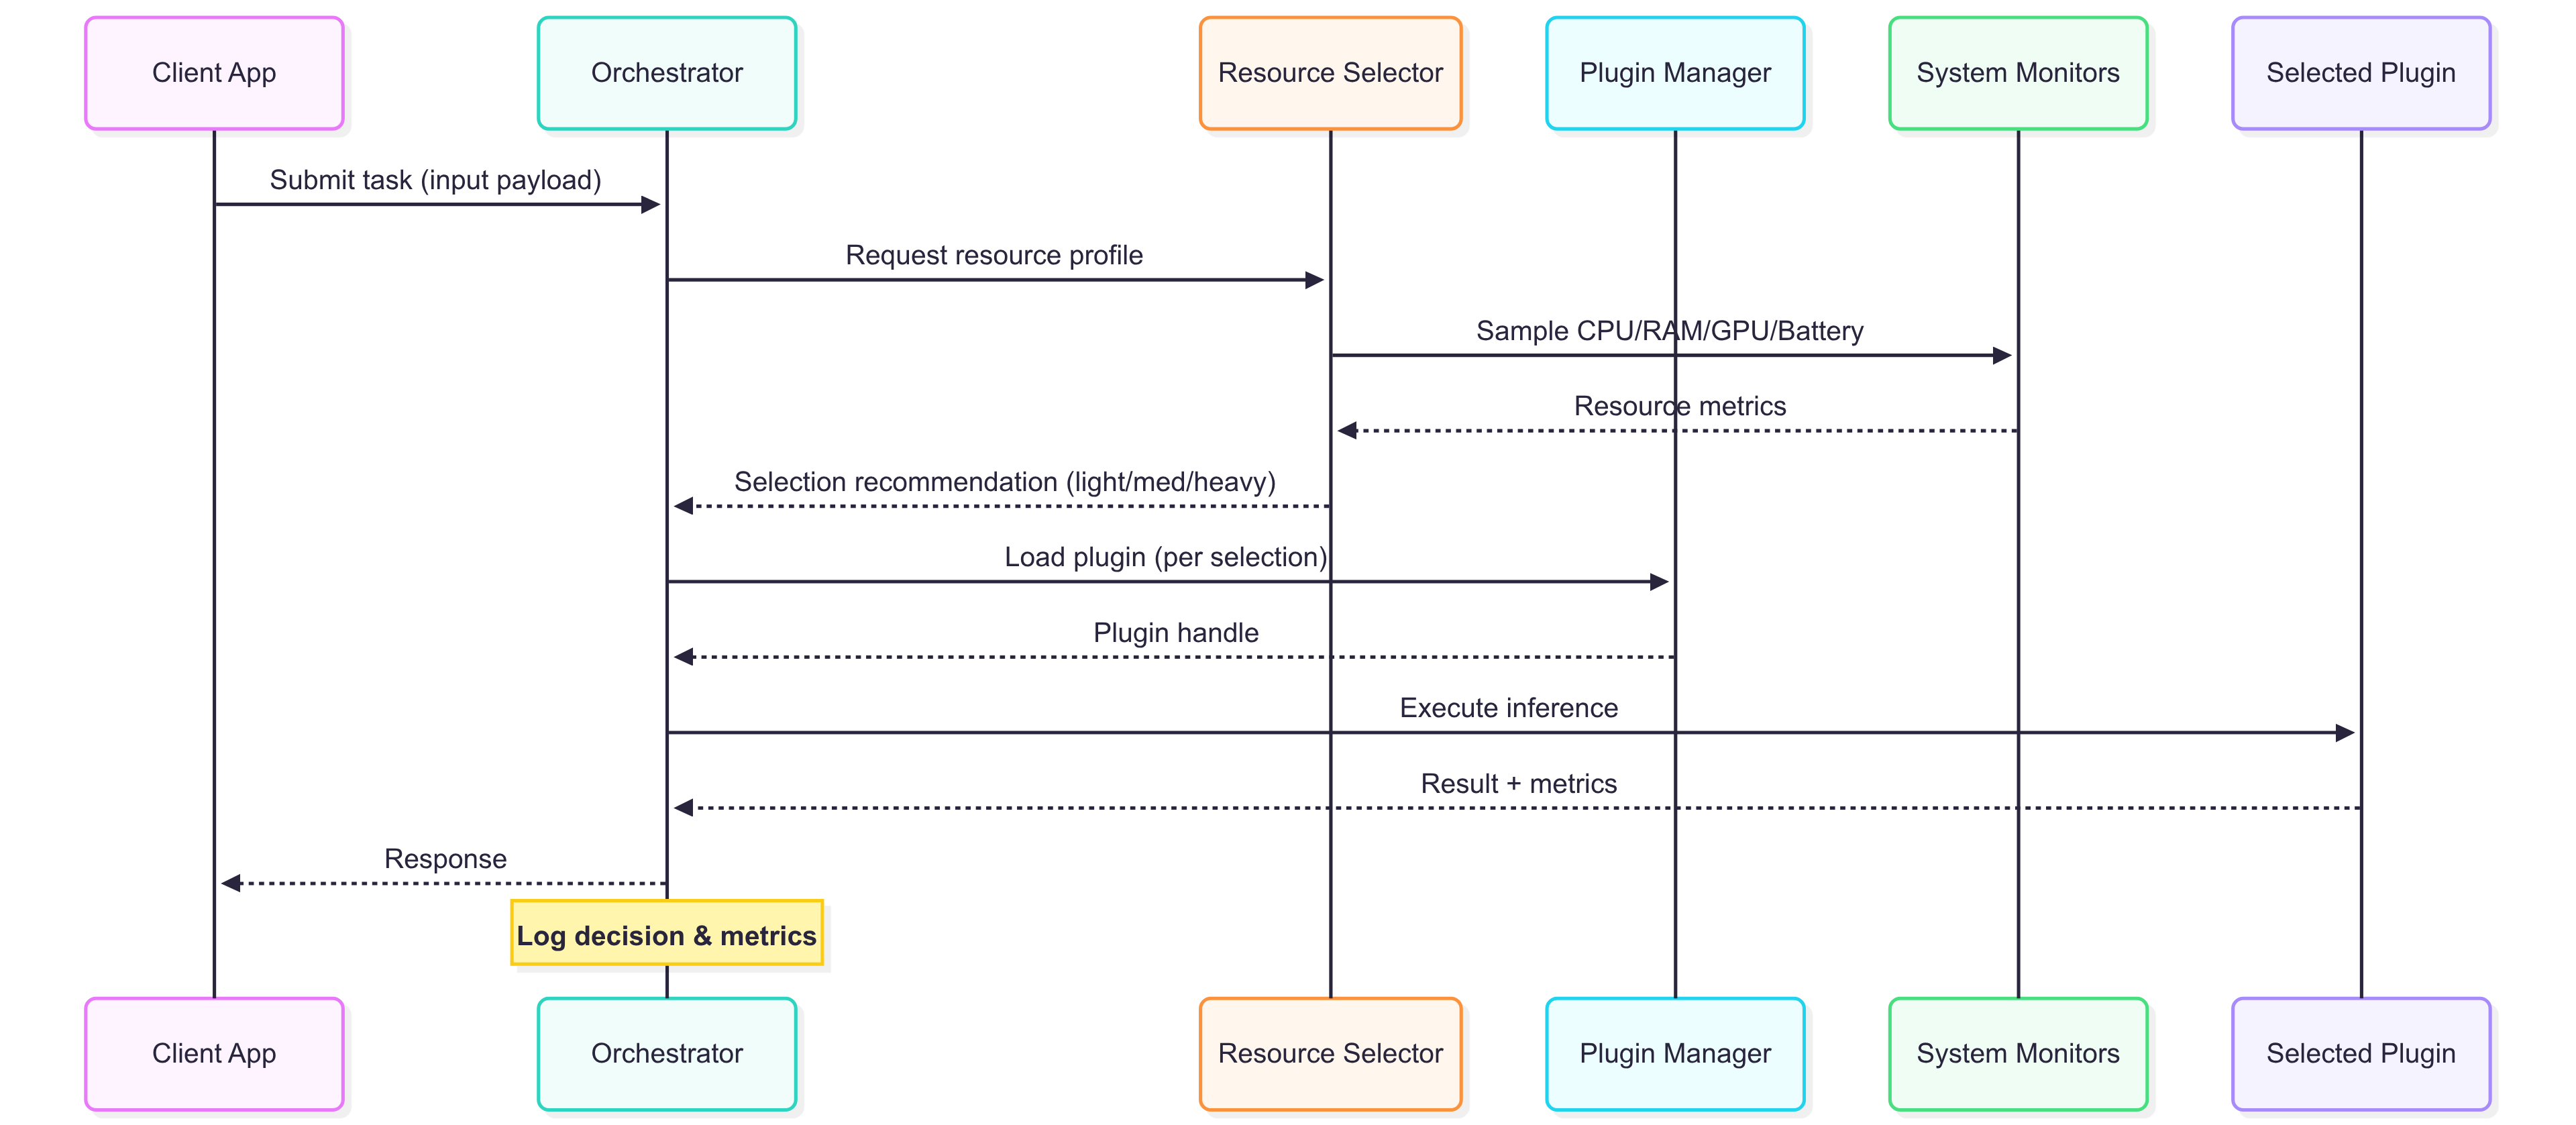 Client App
Orchestrator
Resource Selector
Plugin Manager
System Monitors
Selected Plugin
Submit task (input payload)
Request resource profile
Sample CPU/RAM/GPU/Battery
Resource metrics
Selection recommendation (light/med/heavy)
Load plugin (per selection)
Plugin handle
Execute inference
Result + metrics
Response
Log decision & metrics
Client App
Orchestrator
Resource Selector
Plugin Manager
System Monitors
Selected Plugin